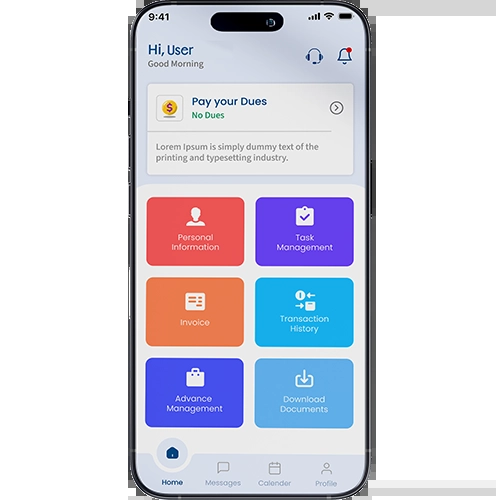 9:41
Hi, User
Good Morning
Pay your Dues
No Dues
Lorem Ipsum is simply dummy text of the
printing and typesetting industry.
Personal
Information
Task
Management
Invoice
Transaction
History
Advance
Management
Download
Documents
Home
Messages
Calender
Profile